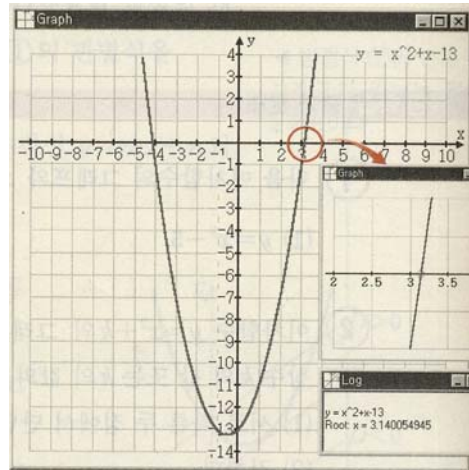 Graph
y
y = x^2+x-13
4
3
2
1
x
-10-9-8-7-6-5-4-3-2-1 1 2 3 4 5 6 7 8 9 10
-1
-2
-3
-4
-5
-6
-7
-8
-9
-10
-11
-12
-13
-14
Graph
2 2.5 3 3.5
Log
y = x^2+x-13
Root: x = 3.140054945